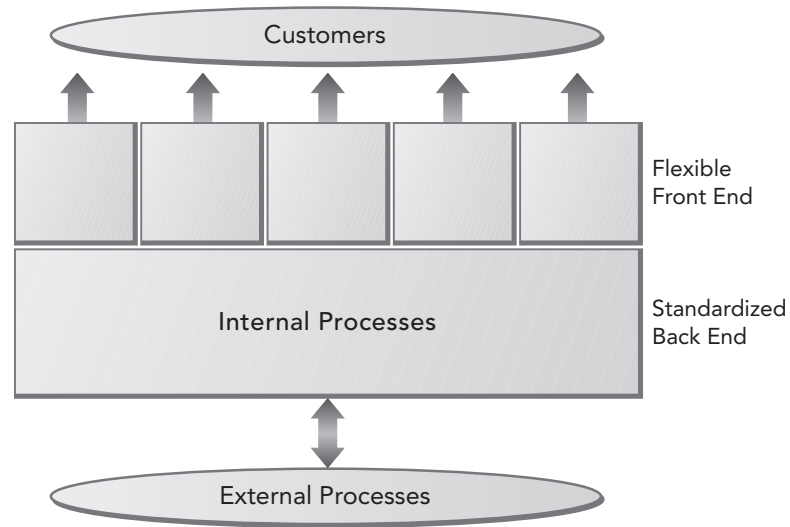 Customers
Flexible
Front End
Internal Processes
Standardized
Back End
External Processes